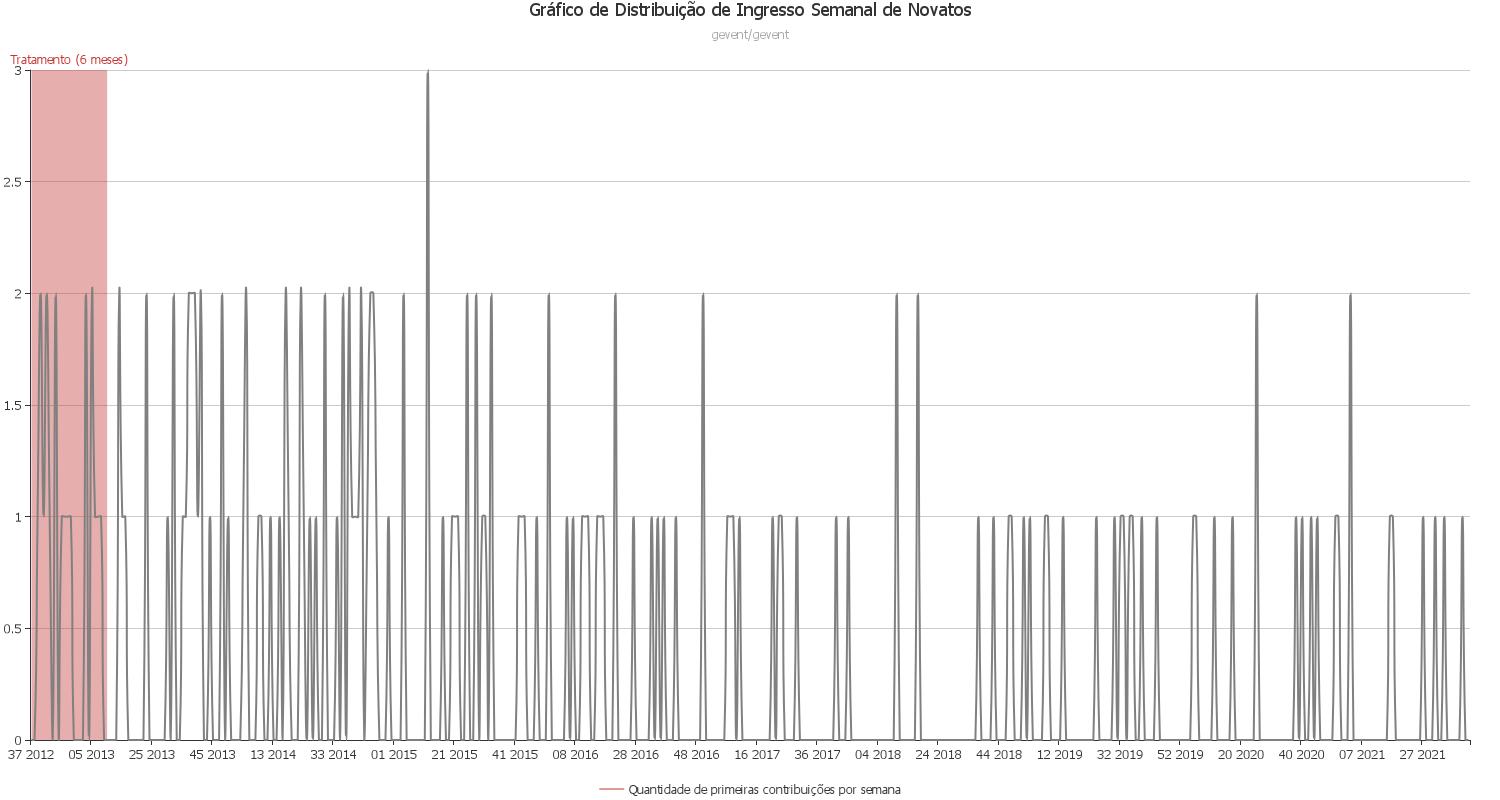 Gráfico de Distribuição de Ingresso Semanal de Novatos
gevent/gevent
Tratamento (6 meses)
3
2.5
2
1.5
1
0.5
0
37 2012 05 2013 25 2013 45 2013 13 2014 33 2014 01 2015 21 2015 41 2015 08 2016 28 2016 48 2016 16 2017 36 2017 04 2018 24 2018 44 2018 12 2019 32 2019 52 2019 20 2020 40 2020 07 2021 27 2021
Quantidade de primeiras contribuições por semana